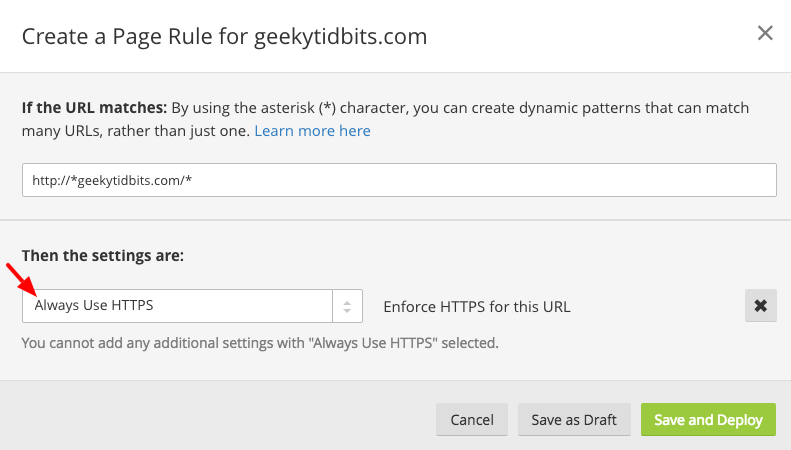 Create a Page Rule for geekytidbits.com
If the URL matches: By using the asterisk (*) character, you can create dynamic patterns that can match
many URLs, rather than just one. Learn more here
http://*geekytidbits.com/*
Then the settings are:
Always Use HTTPS
Enforce HTTPS for this URL
You cannot add any additional settings with "Always Use HTTPS" selected.
Cancel
Save as Draft
Save and Deploy